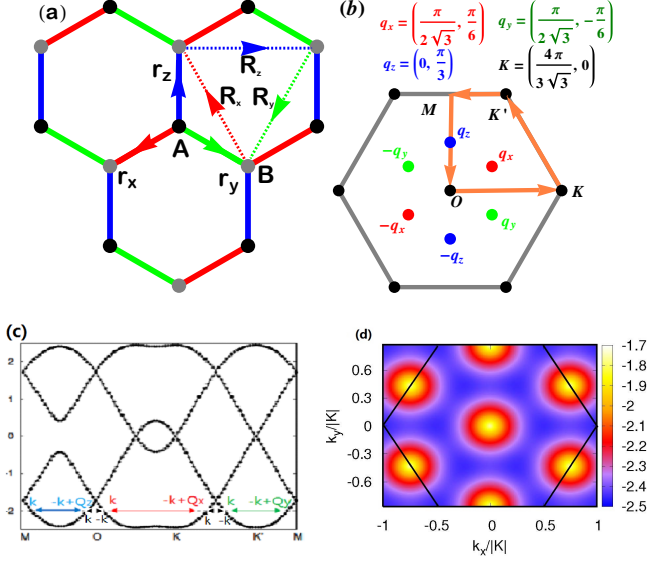 (a)
r_z
R_z
R_x
R_y
A
r_x
r_y
B
(b)
q_x = (π / 2√3, π / 6)
q_y = (π / 2√3, −π / 6)
q_z = (0, π / 3)
K = (4π / 3√3, 0)
M
K'
q_z
−q_y
q_x
O
K
−q_x
q_y
−q_z
(c)
2
1
0
-1
-2
k
-k+Q_z
k
-k
k
-k+Q_x
k
-k
k
-k+Q_y
M
O
K
K'
M
(d)
k_y/|K|
0.6
0.3
0
-0.3
-0.6
-1
-0.5
0
0.5
1
k_x/|K|
-1.7
-1.8
-1.9
-2
-2.1
-2.2
-2.3
-2.4
-2.5